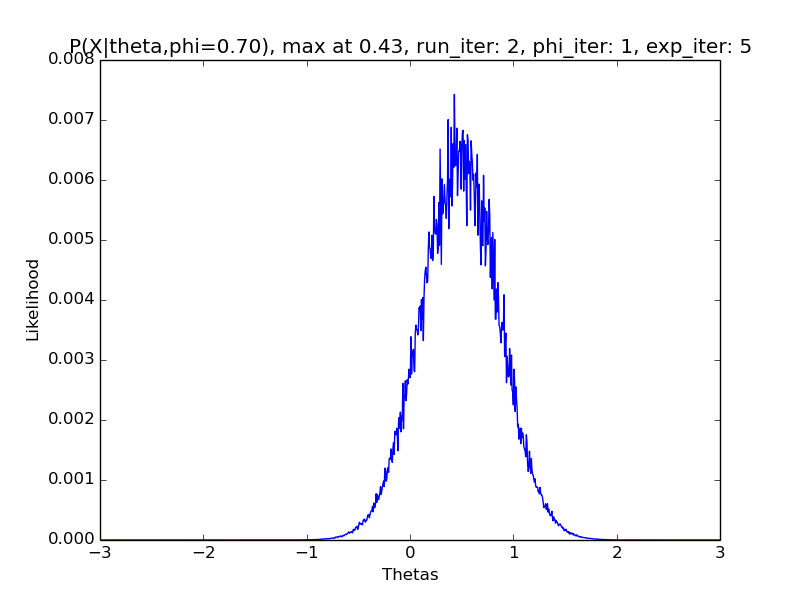 P(X|theta,phi=0.70), max at 0.43, run_iter: 2, phi_iter: 1, exp_iter: 5
0.008
0.007
0.006
0.005
0.004
0.003
0.002
0.001
0.000
Likelihood
−3 −2 −1 0 1 2 3
Thetas